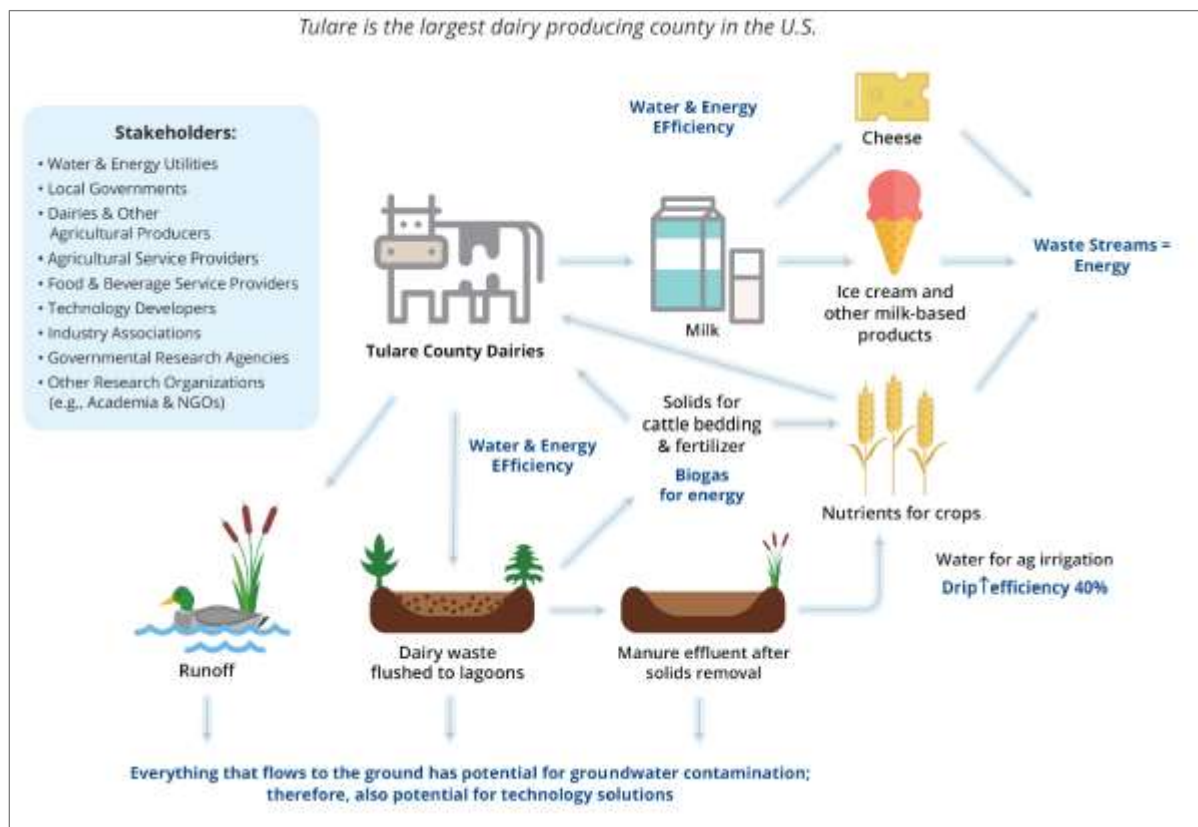 Tulare is the largest dairy producing county in the U.S.
Stakeholders:
• Water & Energy Utilities
• Local Governments
• Dairies & Other
Agricultural Producers
• Agricultural Service Providers
• Food & Beverage Service Providers
• Technology Developers
• Industry Associations
• Governmental Research Agencies
• Other Research Organizations
(e.g., Academia & NGOs)
Water & Energy
EFficiency
Cheese
Tulare County Dairies
Milk
Ice cream and
other milk-based
products
Waste Streams =
Energy
Water & Energy
EFficiency
Solids for
cattle bedding
& fertilizer
Biogas
for energy
Nutrients for crops
Water for ag irrigation
Drip↑efficiency 40%
Runoff
Dairy waste
flushed to lagoons
Manure effluent after
solids removal
Everything that flows to the ground has potential for groundwater contamination;
therefore, also potential for technology solutions